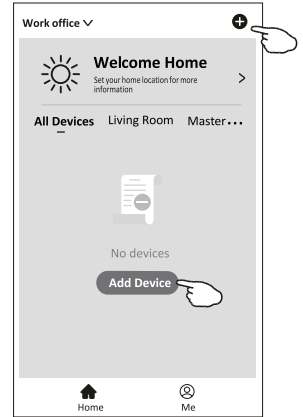 Work office
Welcome Home
Set your home location for more
information
All Devices Living Room Master...
No devices
Add Device
Home Me